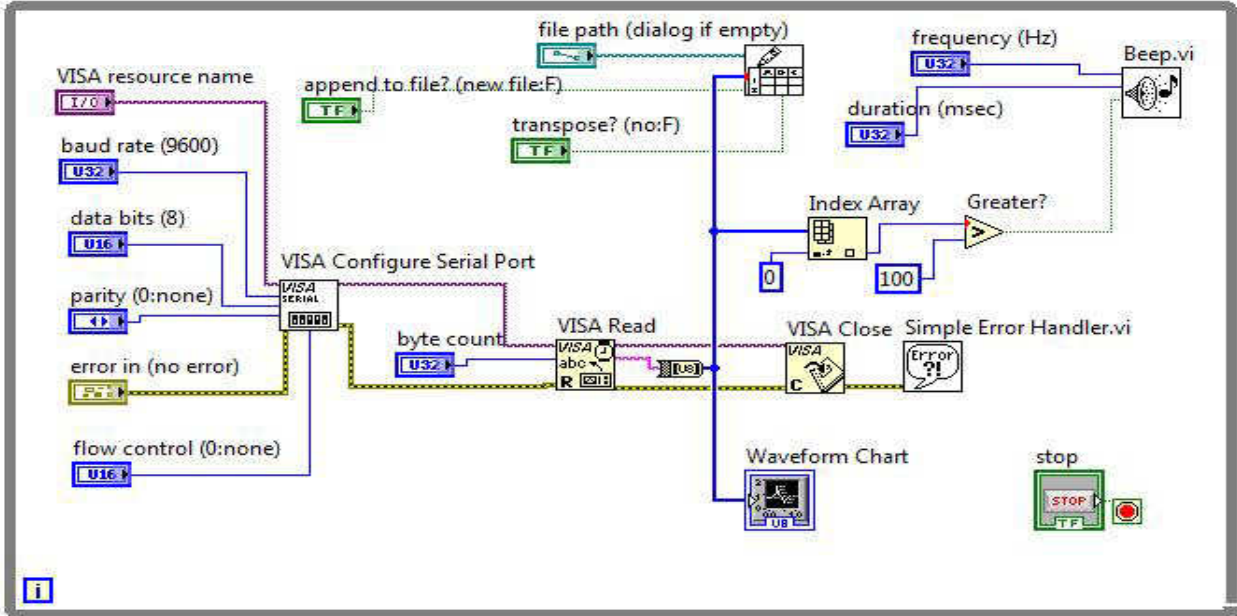 file path (dialog if empty)
frequency (Hz)
U32
Beep.vi
VISA resource name
I/O
append to file? (new file:F)
TF
duration (msec)
U32
transpose? (no:F)
TF
baud rate (9600)
U32
data bits (8)
U16
Index Array
Greater?
>
0
100
VISA Configure Serial Port
VISA
SERIAL
parity (0:none)
byte count
U32
VISA Read
VISA
abc
R
[U8]
VISA Close
VISA
C
Simple Error Handler.vi
Error
?!
error in (no error)
flow control (0:none)
U16
Waveform Chart
U8
stop
STOP
TF
i